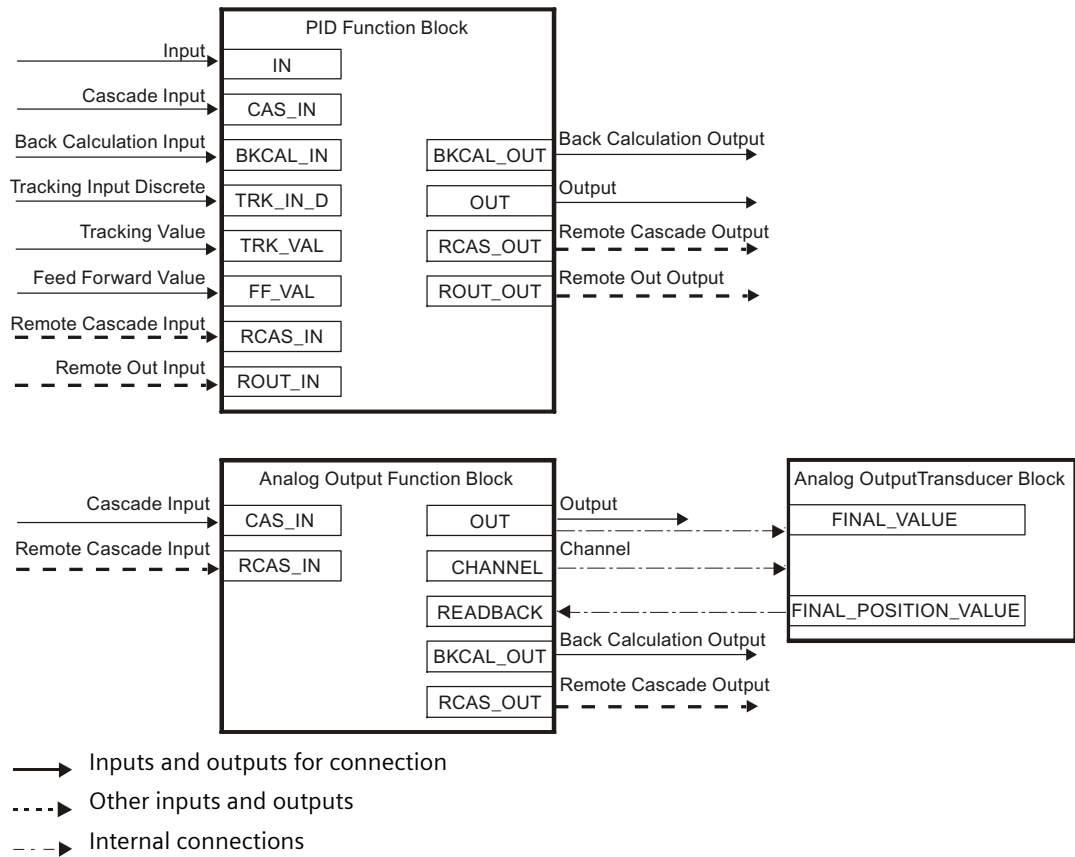 PID Function Block
Input
IN
Cascade Input
CAS_IN
Back Calculation Input
BKCAL_IN
BKCAL_OUT
Back Calculation Output
Tracking Input Discrete
TRK_IN_D
OUT
Output
Tracking Value
TRK_VAL
RCAS_OUT
Remote Cascade Output
Feed Forward Value
FF_VAL
ROUT_OUT
Remote Out Output
Remote Cascade Input
RCAS_IN
Remote Out Input
ROUT_IN
Analog Output Function Block
Analog OutputTransducer Block
Cascade Input
CAS_IN
OUT
Output
FINAL_VALUE
Remote Cascade Input
RCAS_IN
CHANNEL
Channel
READBACK
FINAL_POSITION_VALUE
BKCAL_OUT
Back Calculation Output
RCAS_OUT
Remote Cascade Output
Inputs and outputs for connection
Other inputs and outputs
Internal connections